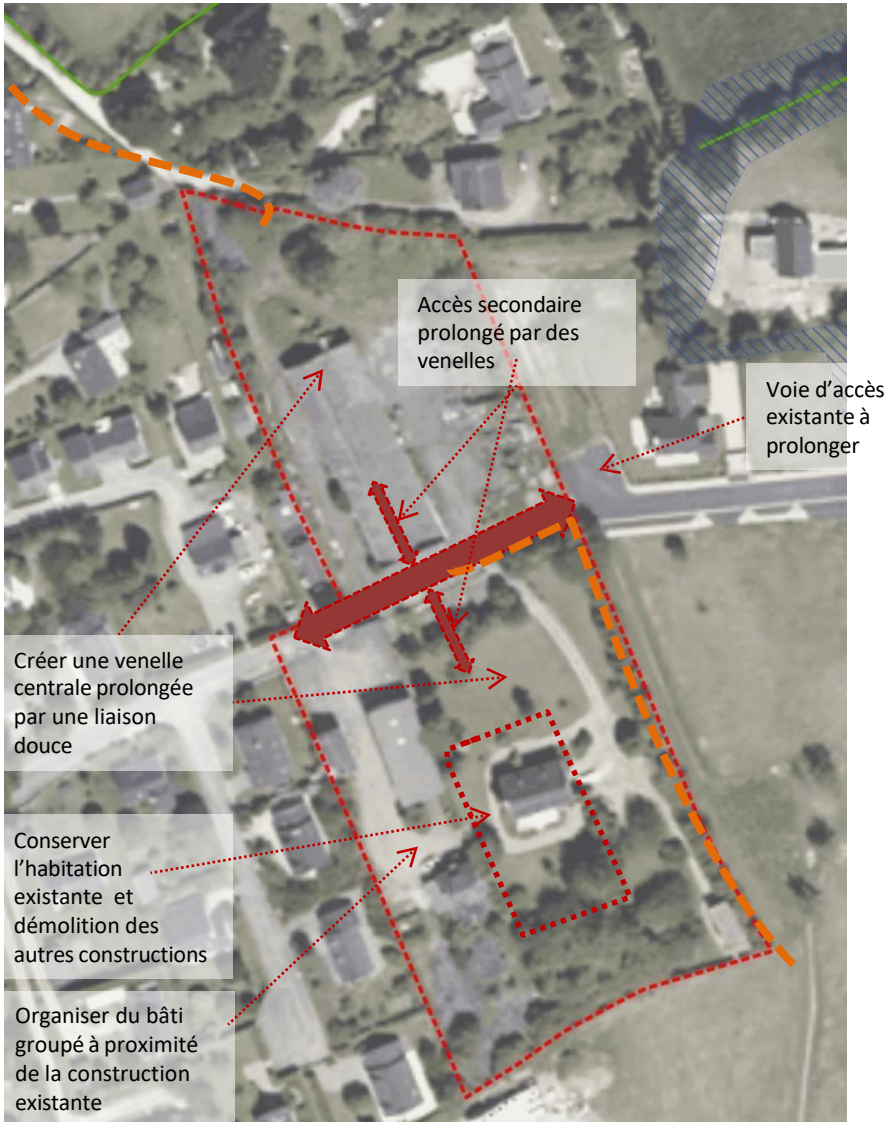 Accès secondaire
prolongé par des
venelles
Voie d’accès
existante à
prolonger
Créer une venelle
centrale prolongée
par une liaison
douce
Conserver
l’habitation
existante et
démolition des
autres constructions
Organiser du bâti
groupé à proximité
de la construction
existante